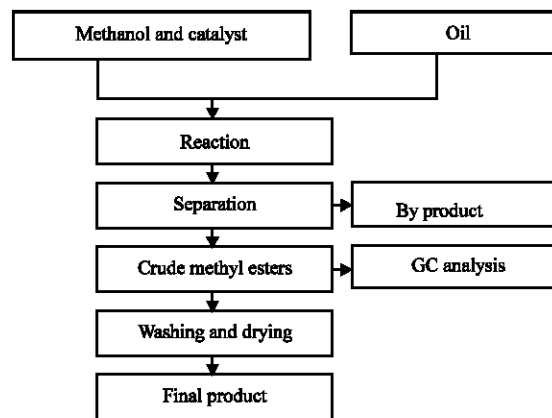 Methanol and catalyst
Oil
Reaction
Separation
By product
Crude methyl esters
GC analysis
Washing and drying
Final product